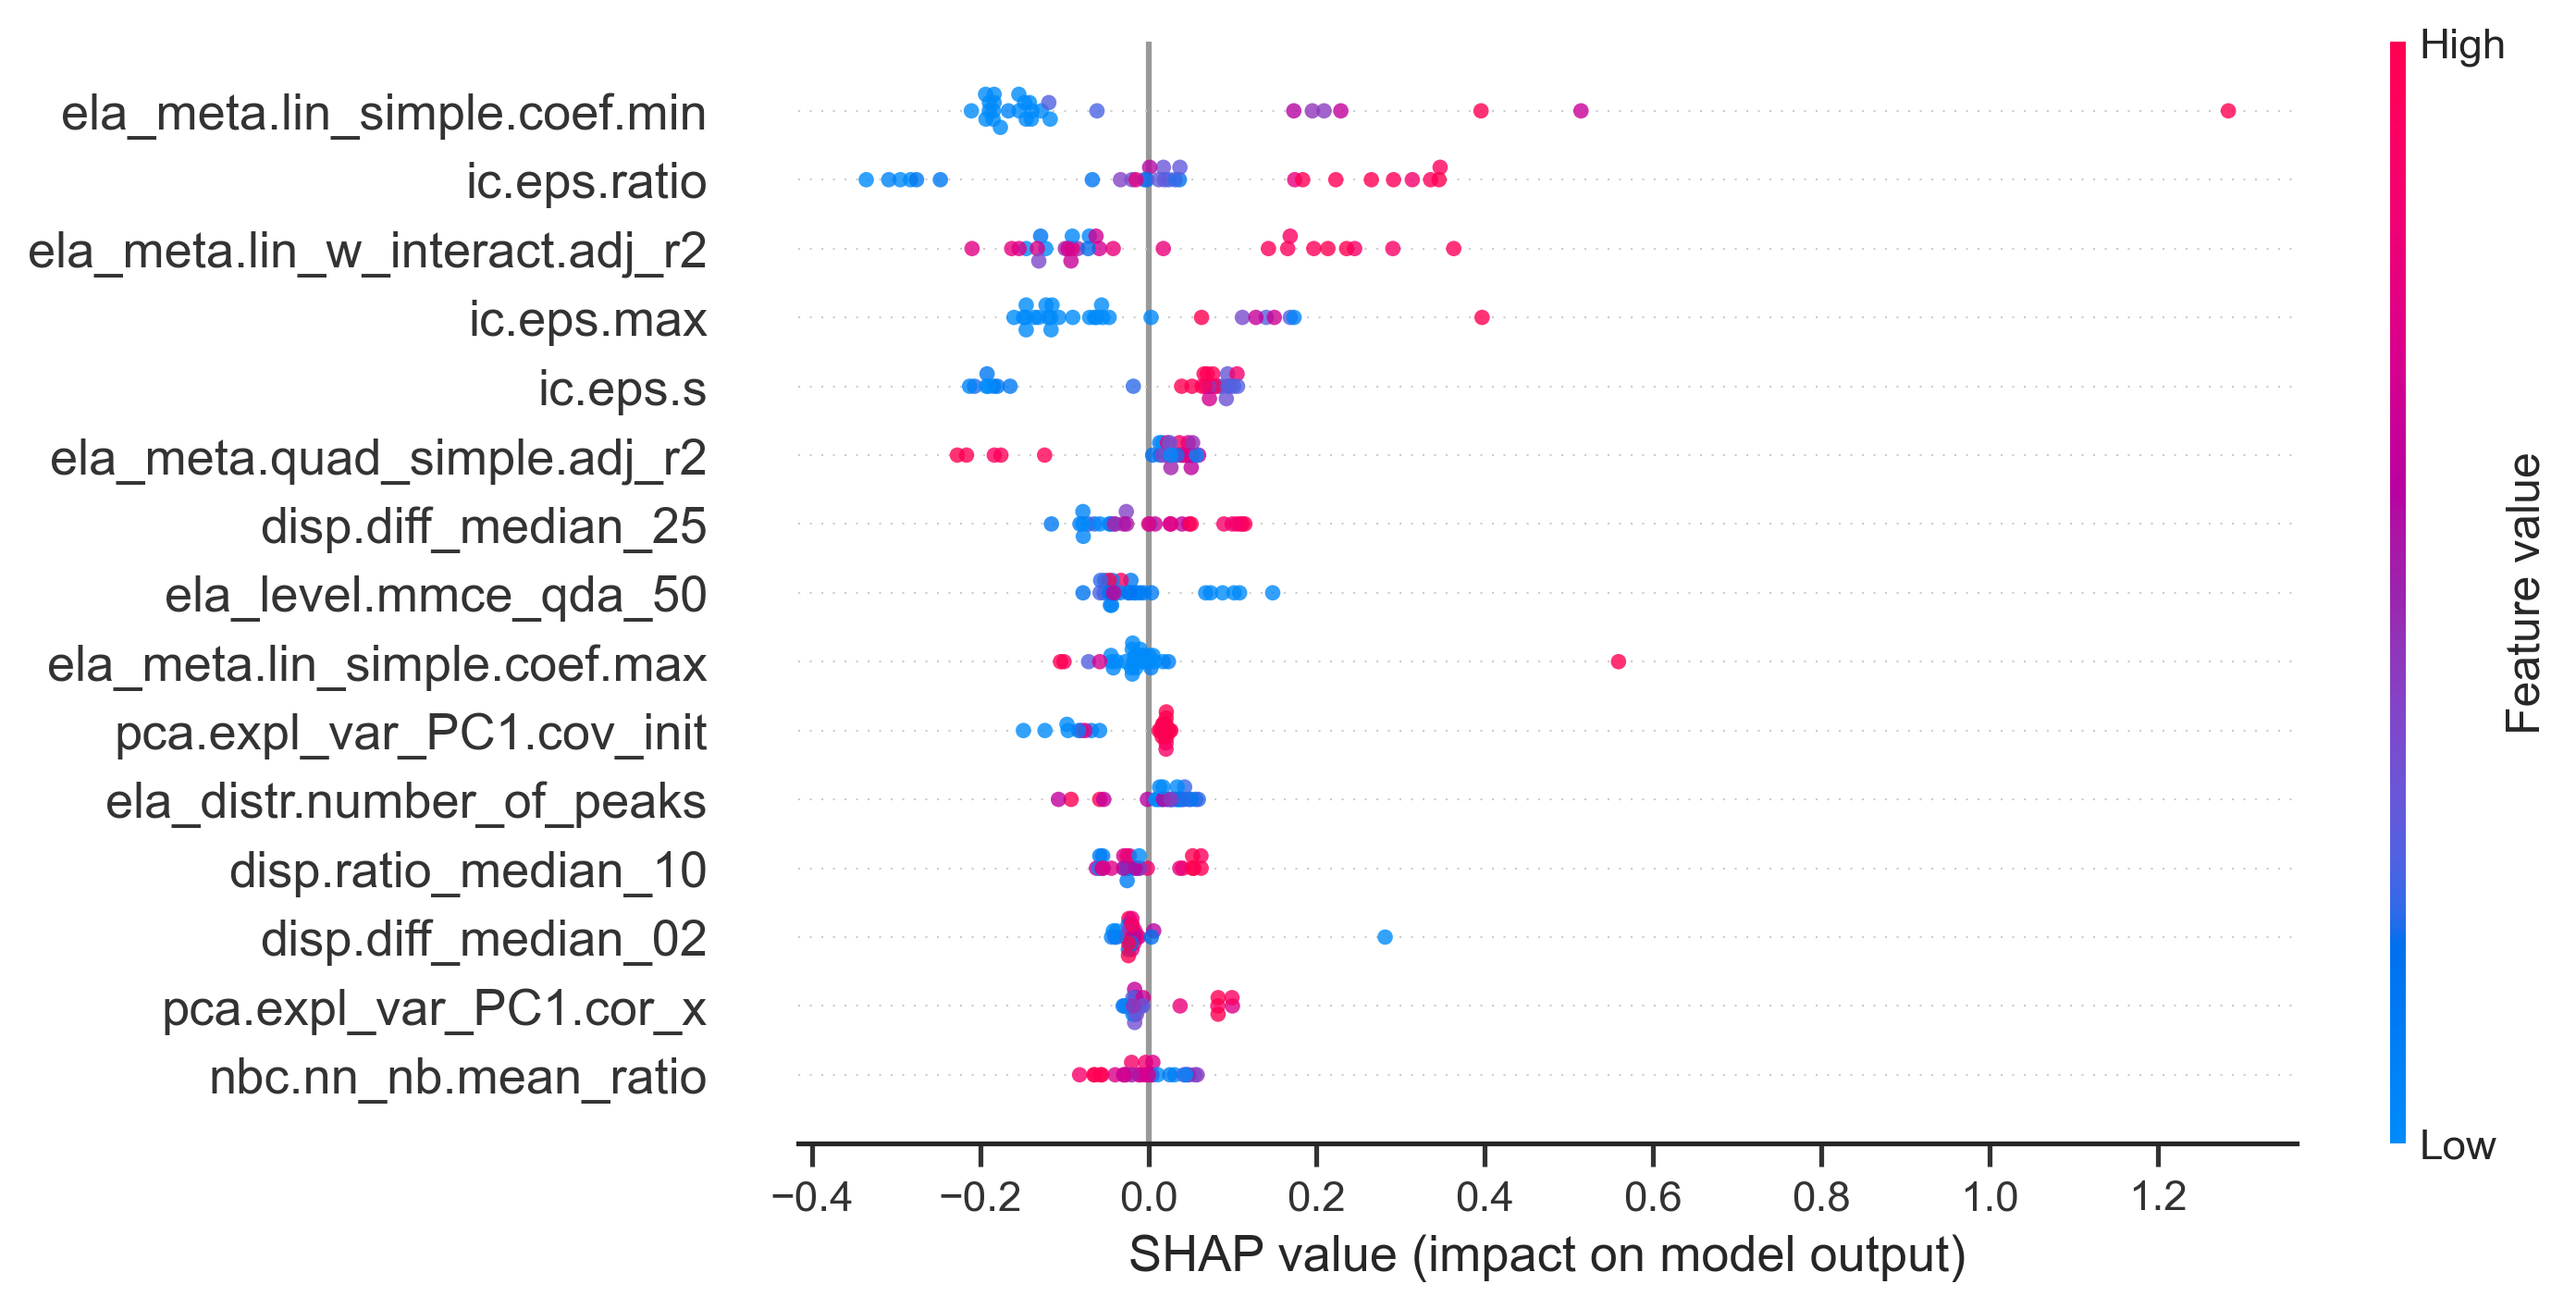 High
ela_meta.lin_simple.coef.min
ic.eps.ratio
ela_meta.lin_w_interact.adj_r2
ic.eps.max
ic.eps.s
ela_meta.quad_simple.adj_r2
disp.diff_median_25
ela_level.mmce_qda_50
ela_meta.lin_simple.coef.max
pca.expl_var_PC1.cov_init
ela_distr.number_of_peaks
disp.ratio_median_10
disp.diff_median_02
pca.expl_var_PC1.cor_x
nbc.nn_nb.mean_ratio
Feature value
Low
−0.4 −0.2 0.0 0.2 0.4 0.6 0.8 1.0 1.2
SHAP value (impact on model output)